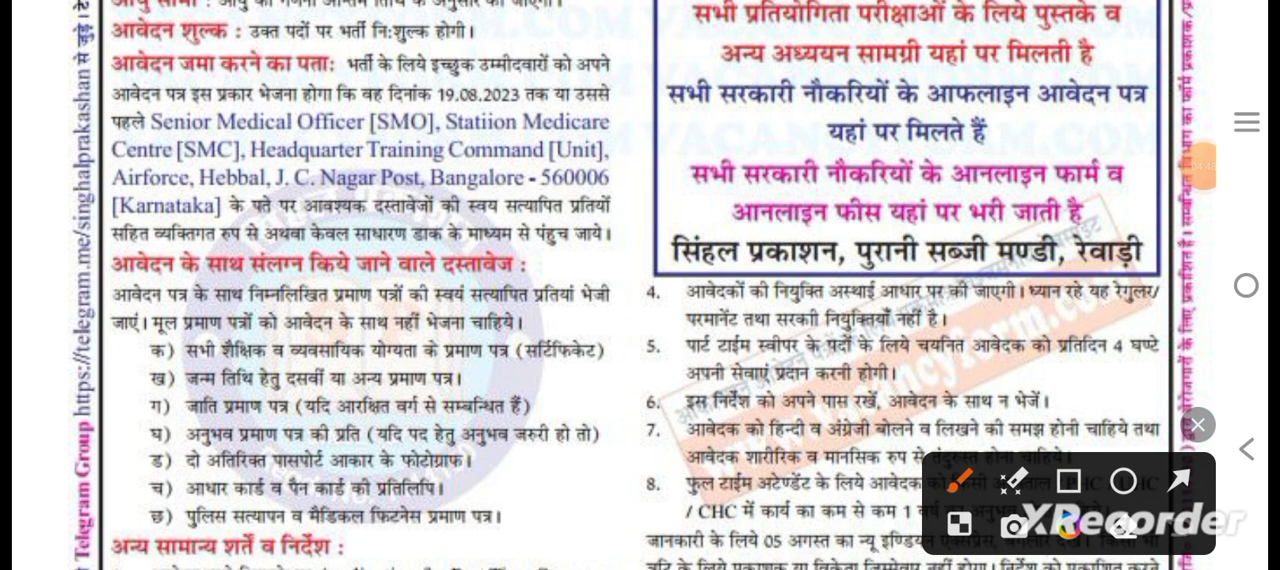 आयु सीमा : आयु की गणना अन्तिम तिथि के अनुसार की जाएगी।
आवेदन शुल्क : उक्त पदों पर भर्ती नि:शुल्क होगी।
आवेदन जमा करने का पताः भर्ती के लिये इच्छुक उम्मीदवारों को अपने
आवेदन पत्र इस प्रकार भेजना होगा कि वह दिनांक 19.08.2023 तक या उससे
पहले Senior Medical Officer [SMO], Statiion Medicare
Centre [SMC], Headquarter Training Command [Unit],
Airforce, Hebbal, J. C. Nagar Post, Bangalore - 560006
[Karnataka] के पते पर आवश्यक दस्तावेजों की स्वयं सत्यापित प्रतियों
सहित व्यक्तिगत रुप से अथवा केवल साधारण डाक के माध्यम से पंहुच जाये।
आवेदन के साथ संलग्न किये जाने वाले दस्तावेज :
आवेदन पत्र के साथ निम्नलिखित प्रमाण पत्रों की स्वयं सत्यापित प्रतियां भेजी
जाएं। मूल प्रमाण पत्रों को आवेदन के साथ नहीं भेजना चाहिये।
क) सभी शैक्षिक व व्यवसायिक योग्यता के प्रमाण पत्र (सर्टिफिकेट)
ख) जन्म तिथि हेतु दसवीं या अन्य प्रमाण पत्र।
ग) जाति प्रमाण पत्र (यदि आरक्षित वर्ग से सम्बन्धित हैं)
घ) अनुभव प्रमाण पत्र की प्रति (यदि पद हेतु अनुभव जरुरी हो तो)
ड) दो अतिरिक्त पासपोर्ट आकार के फोटोग्राफ।
च) आधार कार्ड व पैन कार्ड की प्रतिलिपि।
छ) पुलिस सत्यापन व मैडिकल फिटनेस प्रमाण पत्र।
अन्य सामान्य शर्ते व निर्देश :
सभी प्रतियोगिता परीक्षाओं के लिये पुस्तके व
अन्य अध्ययन सामग्री यहां पर मिलती है
सभी सरकारी नौकरियों के आफलाइन आवेदन पत्र
यहां पर मिलते हैं
सभी सरकारी नौकरियों के आनलाइन फार्म व
आनलाइन फीस यहां पर भरी जाती है
सिंहल प्रकाशन, पुरानी सब्जी मण्डी, रेवाड़ी
4. आवेदकों की नियुक्ति अस्थाई आधार पर की जाएगी। ध्यान रहे यह रेगुलर/
परमानेंट तथा सरकाी नियुक्तियाँ नहीं है।
5. पार्ट टाईम स्वीपर के पदों के लिये चयनित आवेदक को प्रतिदिन 4 घण्टे
अपनी सेवाएं प्रदान करनी होगी।
6. इस निर्देश को अपने पास रखें, आवेदन के साथ न भेजें।
7. आवेदक को हिन्दी व अंग्रेजी बोलने व लिखने की समझ होनी चाहिये तथा
आवेदक शारीरिक व मानसिक रुप से तंदुरुस्त होना चाहिये।
8. फुल टाईम अटेण्डेंट के लिये आवेदक को
/ CHC में कार्य का कम से कम 1
जानकारी के लिये 05 अगस्त का न्यू इण्डियन
Telegram Group https://telegram.me/singhalprakashan से जुड़े।
www.VacancyForm.com
04:48
XRecorder